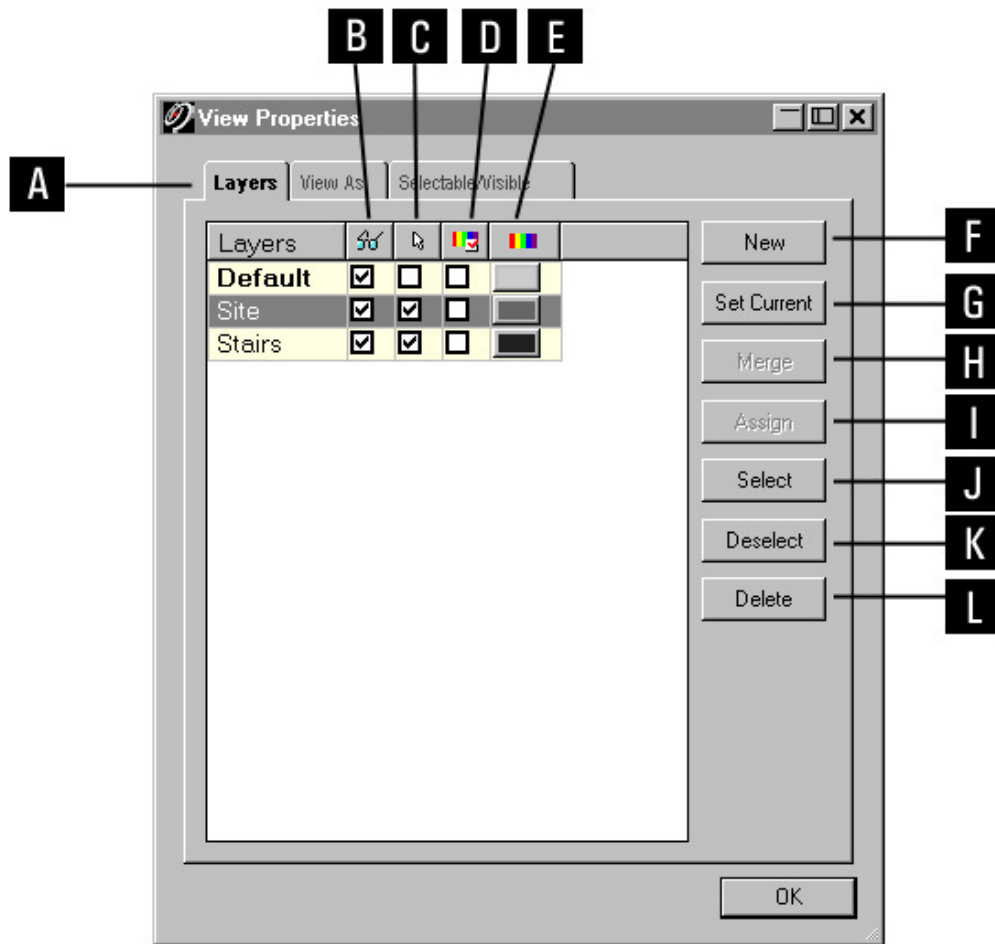 B C D E
View Properties
A
Layers View As Selectable/Visible
Layers
New
F
Default
Site
Set Current
G
Stairs
Merge
H
Assign
I
Select
J
Deselect
K
Delete
L
OK